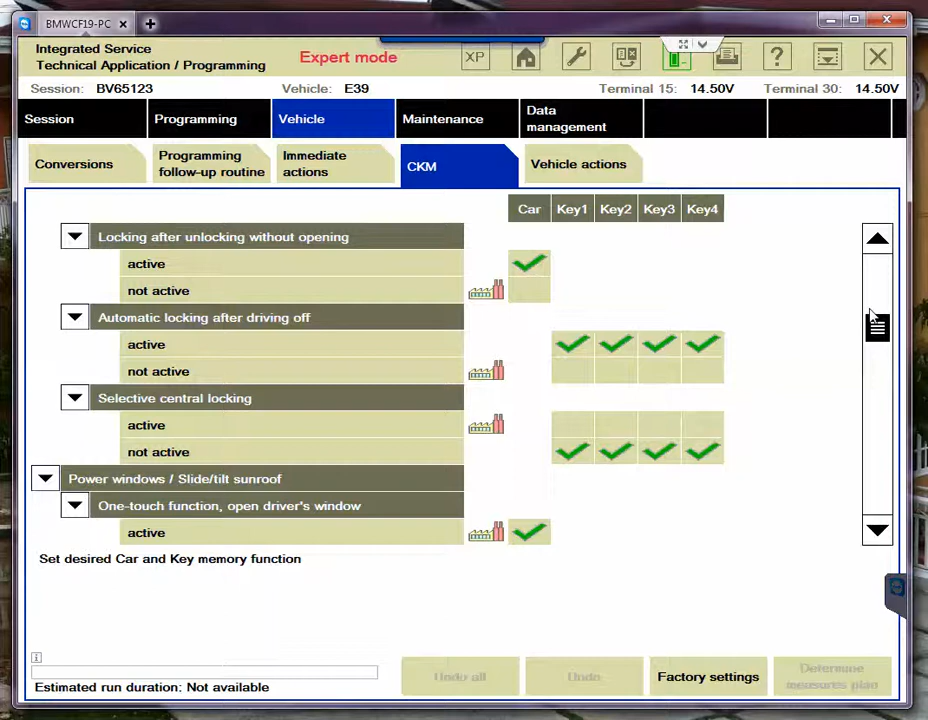 BMWCF19-PC
Integrated Service
Technical Application / Programming
Expert mode
XP
Session: BV65123
Vehicle: E39
Terminal 15: 14.50V
Terminal 30: 14.50V
Session
Programming
Vehicle
Maintenance
Data
management
Conversions
Programming
follow-up routine
Immediate
actions
CKM
Vehicle actions
Car Key1 Key2 Key3 Key4
Locking after unlocking without opening
active
not active
Automatic locking after driving off
active
not active
Selective central locking
active
not active
Power windows / Slide/tilt sunroof
One-touch function, open driver's window
active
Set desired Car and Key memory function
Estimated run duration: Not available
Undo all
Undo
Factory settings
Determine
measures plan